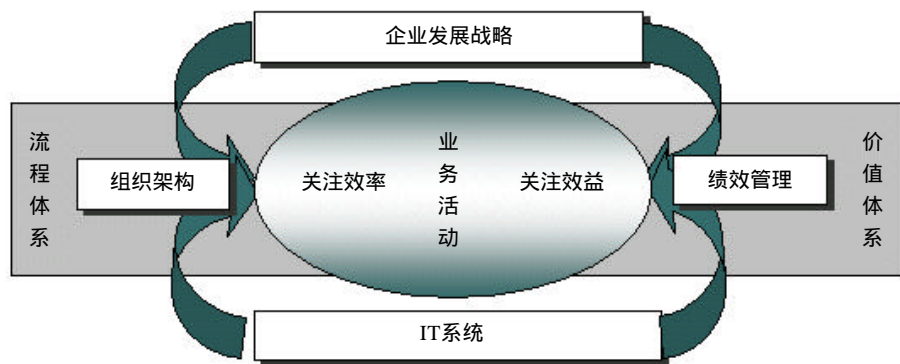 企业发展战略
流程体系
组织架构
关注效率
业务活动
关注效益
绩效管理
价值体系
IT系统